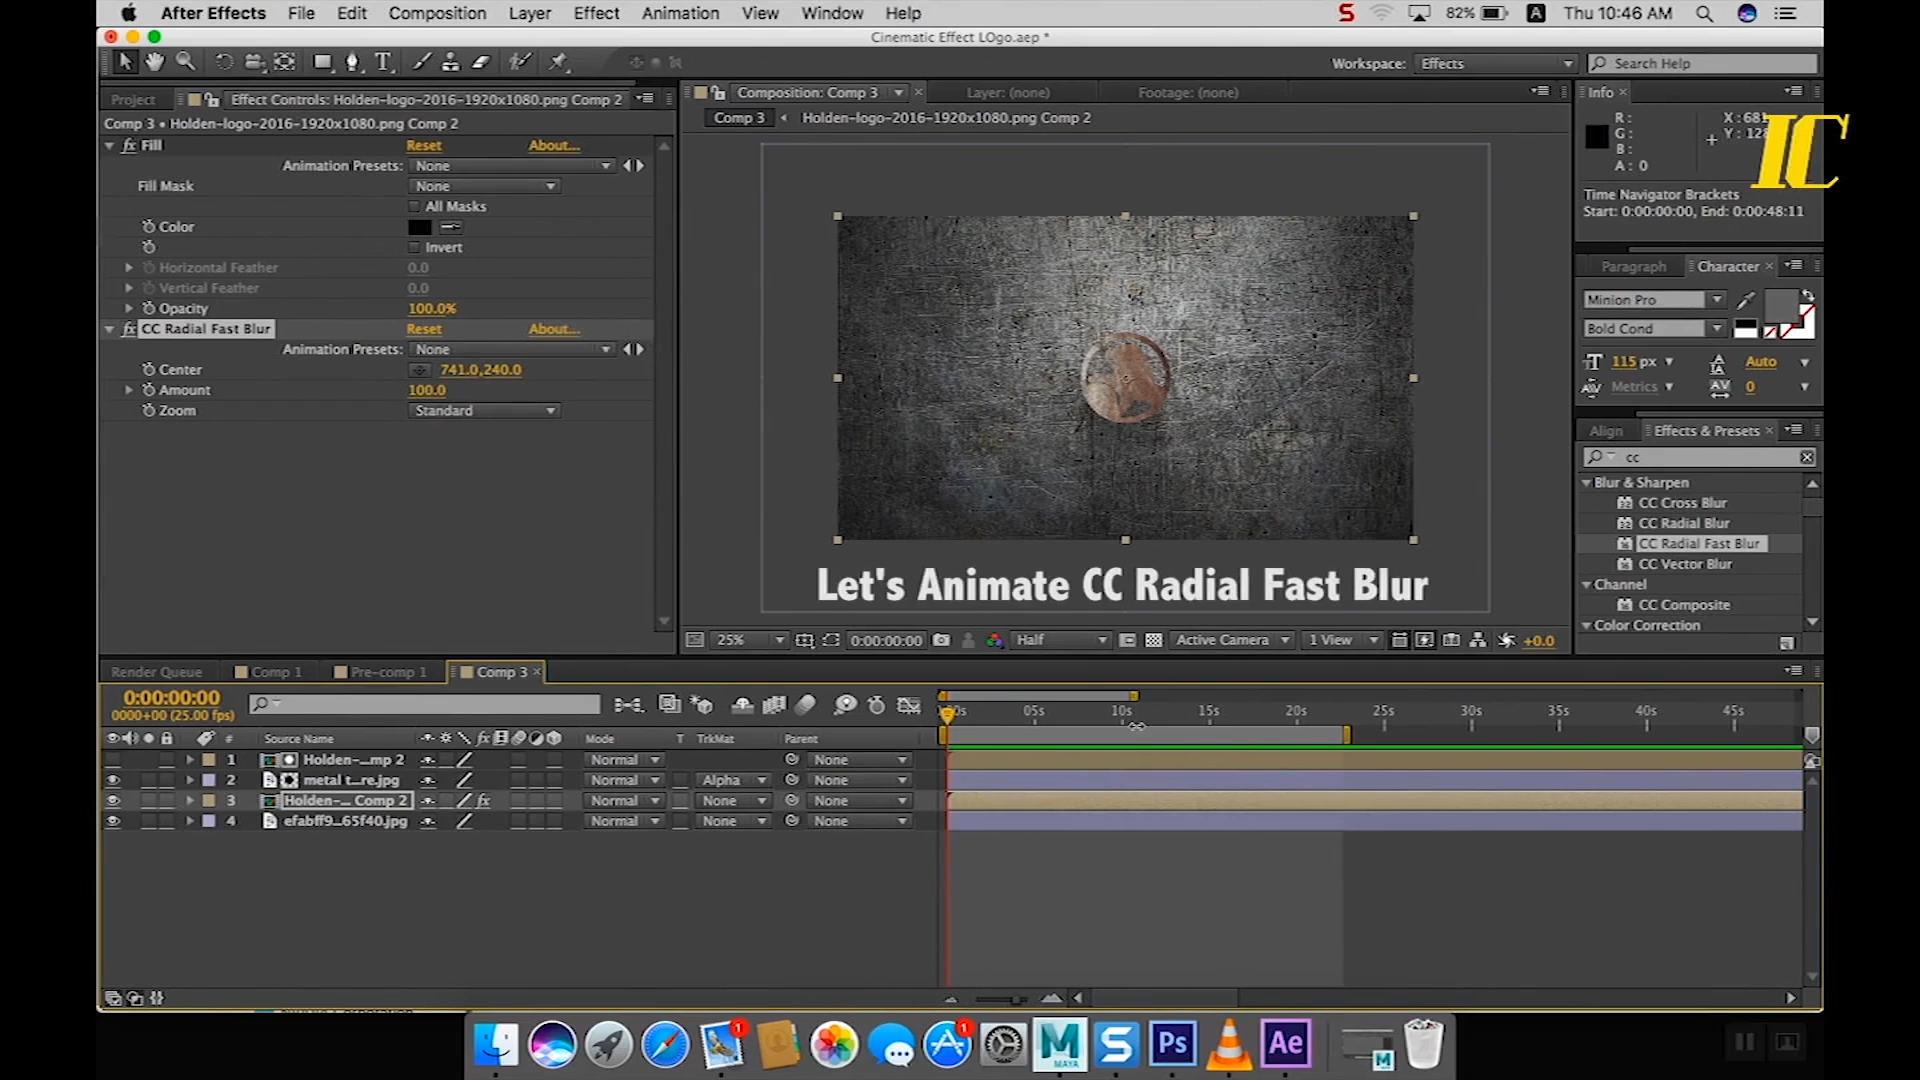 After Effects File Edit Composition Layer Effect Animation View Window Help
S 82% A Thu 10:46 AM
Cinematic Effect LOgo.aep *
T Workspace: Effects Search Help
Project Effect Controls: Holden-logo-2016-1920x1080.png Comp 2
Comp 3 • Holden-logo-2016-1920x1080.png Comp 2
fx Fill Reset About...
Animation Presets: None
Fill Mask None
All Masks
Color
Invert
Horizontal Feather 0.0
Vertical Feather 0.0
Opacity 100.0%
fx CC Radial Fast Blur Reset About...
Animation Presets: None
Center 741.0,240.0
Amount 100.0
Zoom Standard
Composition: Comp 3 Layer: (none) Footage: (none)
Comp 3 Holden-logo-2016-1920x1080.png Comp 2
Let's Animate CC Radial Fast Blur
25% 0:00:00:00 Half Active Camera 1 View +0.0
Info
R :
G :
B :
A : 0
X : 681
Y : 128
IC
Time Navigator Brackets
Start: 0:00:00:00, End: 0:00:48:11
Paragraph Character
Minion Pro
Bold Cond
115 px Auto
Metrics 0
Align Effects & Presets
cc
Blur & Sharpen
CC Cross Blur
CC Radial Blur
CC Radial Fast Blur
CC Vector Blur
Channel
CC Composite
Color Correction
Render Queue Comp 1 Pre-comp 1 Comp 3
0:00:00:00
0000+00 (25.00 fps)
05s 10s 15s 20s 25s 30s 35s 40s 45s
# Source Name fx Mode T TrkMat Parent
1 Holden-...mp 2 Normal None
2 metal t...re.jpg Normal Alpha None
3 Holden-... Comp 2 fx Normal None None
4 efabff9...65f40.jpg Normal None None
1 1 M MAYA S Ps Ae M